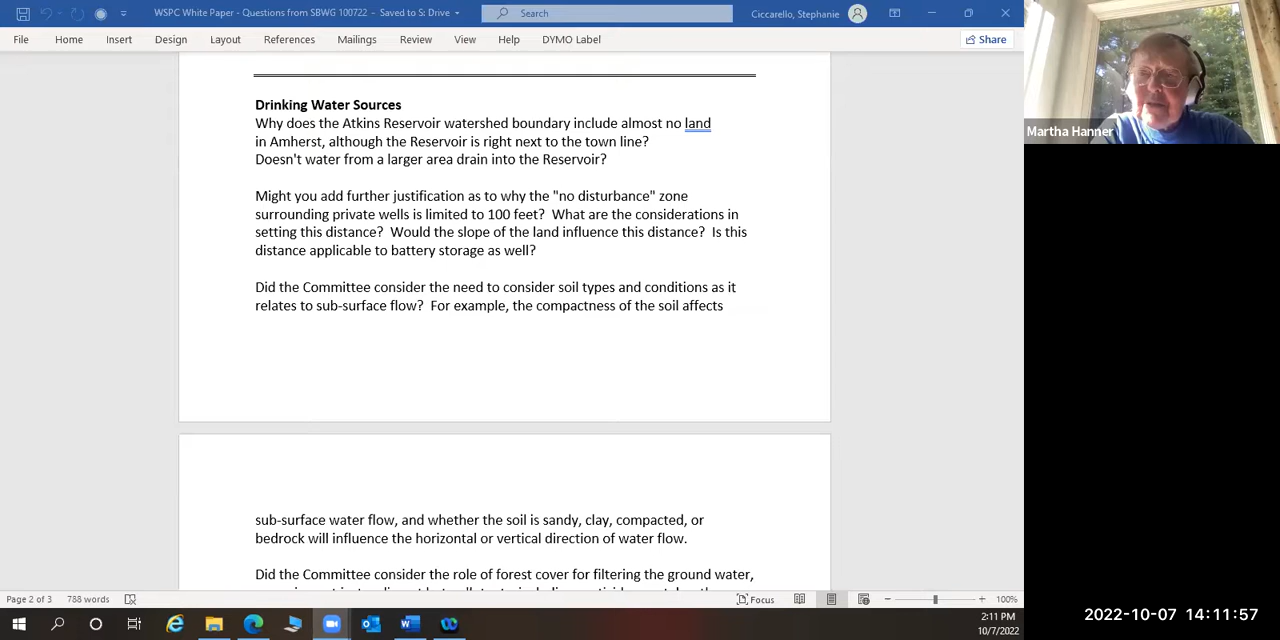 WSPC White Paper - Questions from SBWG 100722 - Saved to S: Drive
Search
Ciccarello, Stephanie
File Home Insert Design Layout References Mailings Review View Help DYMO Label
Share
Drinking Water Sources
Why does the Atkins Reservoir watershed boundary include almost no land
in Amherst, although the Reservoir is right next to the town line?
Doesn't water from a larger area drain into the Reservoir?
Might you add further justification as to why the "no disturbance" zone
surrounding private wells is limited to 100 feet?  What are the considerations in
setting this distance?  Would the slope of the land influence this distance?  Is this
distance applicable to battery storage as well?
Did the Committee consider the need to consider soil types and conditions as it
relates to sub-surface flow?  For example, the compactness of the soil affects
sub-surface water flow, and whether the soil is sandy, clay, compacted, or
bedrock will influence the horizontal or vertical direction of water flow.
Did the Committee consider the role of forest cover for filtering the ground water,
Page 2 of 3 788 words
Focus
100%
2:11 PM
10/7/2022
Martha Hanner
2022-10-07 14:11:57